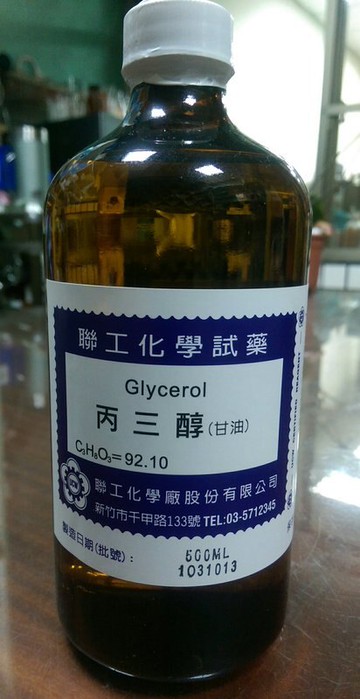 聯工化學試藥
Glycerol
丙三醇(甘油)
C₃H₈O₃=92.10
聯工化學廠股份有限公司
新竹市千甲路133號 TEL:03-5712345
製造日期(批號):
500ML
1031013